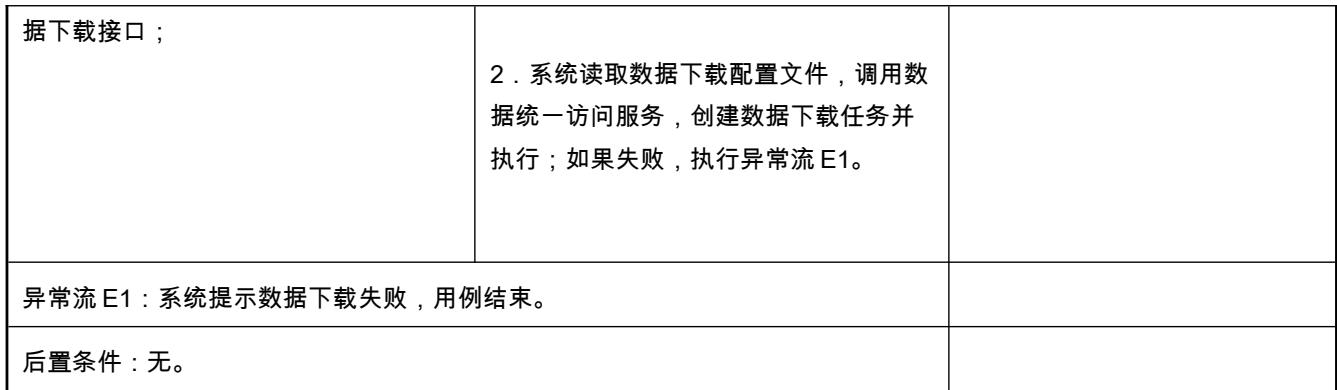 据下载接口；
2．系统读取数据下载配置文件，调用数
据统一访问服务，创建数据下载任务并
执行；如果失败，执行异常流 E1。
异常流 E1：系统提示数据下载失败，用例结束。
后置条件：无。